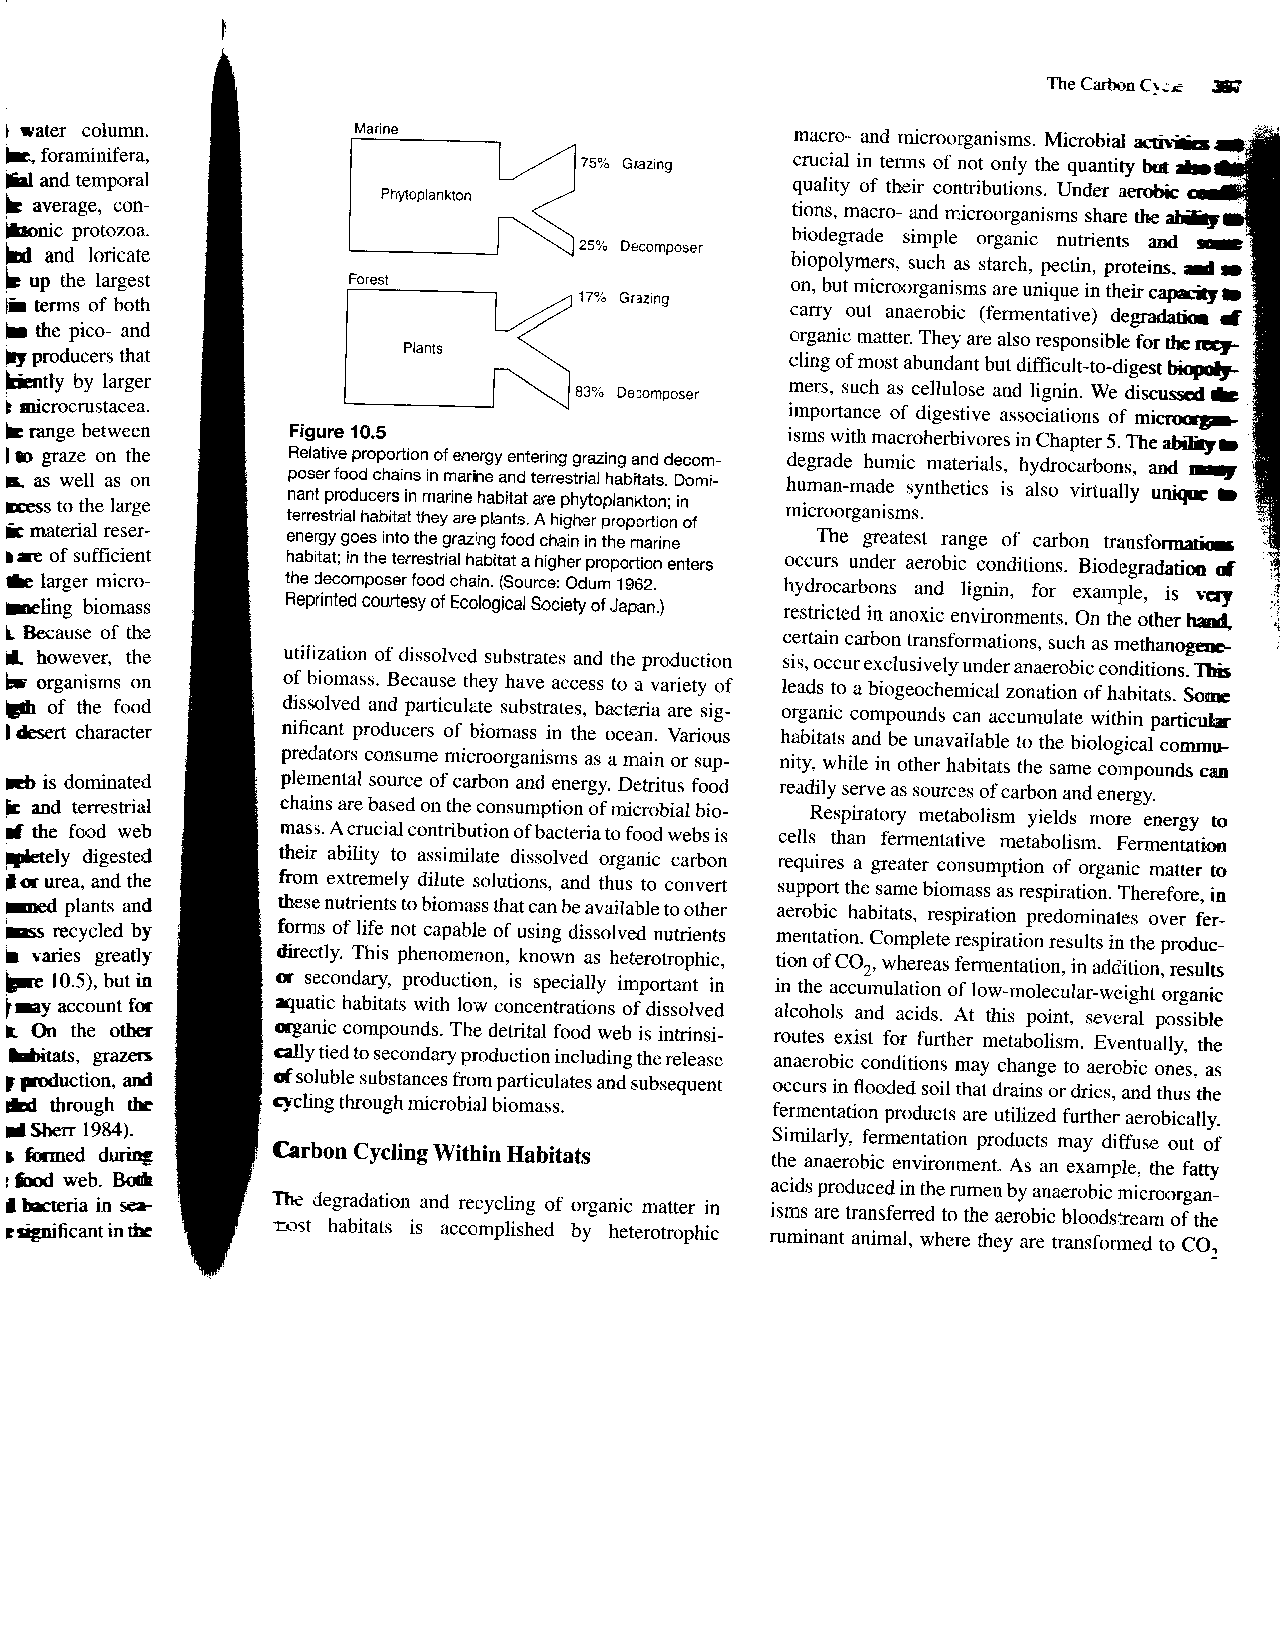 The Carbon
water column.
foraminifera,
and temporal
average, con-
protozoa.
and loricate
up the largest
terms of both
the pico- and
producers that
by larger
microcrustacea.
range between
to graze on the
as well as on
to the large
material reser-
are of sufficient
the larger micro-
biomass
Because of the
however, the
organisms on
of the food
desert character
web is dominated
and terrestrial
of the food web
digested
or urea, and the
plants and
recycled by
varies greatly
10.5), but in
may account for
On the other
habitats, grazers
production, and
through the
Sherr 1984).
formed during
food web. Both
bacteria in sea-
significant in the
Marine
Phytoplankton
75% Grazing
25% Decomposer
Forest
Plants
17% Grazing
83% Decomposer
Figure 10.5
Relative proportion of energy entering grazing and decom-
poser food chains in marine and terrestrial habitats. Domi-
nant producers in marine habitat are phytoplankton; in
terrestrial habitat they are plants. A higher proportion of
energy goes into the grazing food chain in the marine
habitat; in the terrestrial habitat a higher proportion enters
the decomposer food chain. (Source: Odum 1962.
Reprinted courtesy of Ecological Society of Japan.)
utilization of dissolved substrates and the production
of biomass. Because they have access to a variety of
dissolved and particulate substrates, bacteria are sig-
nificant producers of biomass in the ocean. Various
predators consume microorganisms as a main or sup-
plemental source of carbon and energy. Detritus food
chains are based on the consumption of microbial bio-
mass. A crucial contribution of bacteria to food webs is
their ability to assimilate dissolved organic carbon
from extremely dilute solutions, and thus to convert
these nutrients to biomass that can be available to other
forms of life not capable of using dissolved nutrients
directly. This phenomenon, known as heterotrophic,
or secondary, production, is specially important in
aquatic habitats with low concentrations of dissolved
organic compounds. The detrital food web is intrinsi-
cally tied to secondary production including the release
of soluble substances from particulates and subsequent
cycling through microbial biomass.
Carbon Cycling Within Habitats
The degradation and recycling of organic matter in
most habitats is accomplished by heterotrophic
macro- and microorganisms. Microbial activities are
crucial in terms of not only the quantity but also the
quality of their contributions. Under aerobic condi-
tions, macro- and microorganisms share the ability to
biodegrade simple organic nutrients and some
biopolymers, such as starch, pectin, proteins, and so
on, but microorganisms are unique in their capacity to
carry out anaerobic (fermentative) degradation of
organic matter. They are also responsible for the recy-
cling of most abundant but difficult-to-digest biopoly-
mers, such as cellulose and lignin. We discussed the
importance of digestive associations of microorgan-
isms with macroherbivores in Chapter 5. The ability to
degrade humic materials, hydrocarbons, and many
human-made synthetics is also virtually unique to
microorganisms.
The greatest range of carbon transformations
occurs under aerobic conditions. Biodegradation of
hydrocarbons and lignin, for example, is very
restricted in anoxic environments. On the other hand,
certain carbon transformations, such as methanogene-
sis, occur exclusively under anaerobic conditions. This
leads to a biogeochemical zonation of habitats. Some
organic compounds can accumulate within particular
habitats and be unavailable to the biological commu-
nity, while in other habitats the same compounds can
readily serve as sources of carbon and energy.
Respiratory metabolism yields more energy to
cells than fermentative metabolism. Fermentation
requires a greater consumption of organic matter to
support the same biomass as respiration. Therefore, in
aerobic habitats, respiration predominates over fer-
mentation. Complete respiration results in the produc-
tion of CO₂, whereas fermentation, in addition, results
in the accumulation of low-molecular-weight organic
alcohols and acids. At this point, several possible
routes exist for further metabolism. Eventually, the
anaerobic conditions may change to aerobic ones, as
occurs in flooded soil that drains or dries, and thus the
fermentation products are utilized further aerobically.
Similarly, fermentation products may diffuse out of
the anaerobic environment. As an example, the fatty
acids produced in the rumen by anaerobic microorgan-
isms are transferred to the aerobic bloodstream of the
ruminant animal, where they are transformed to CO₂